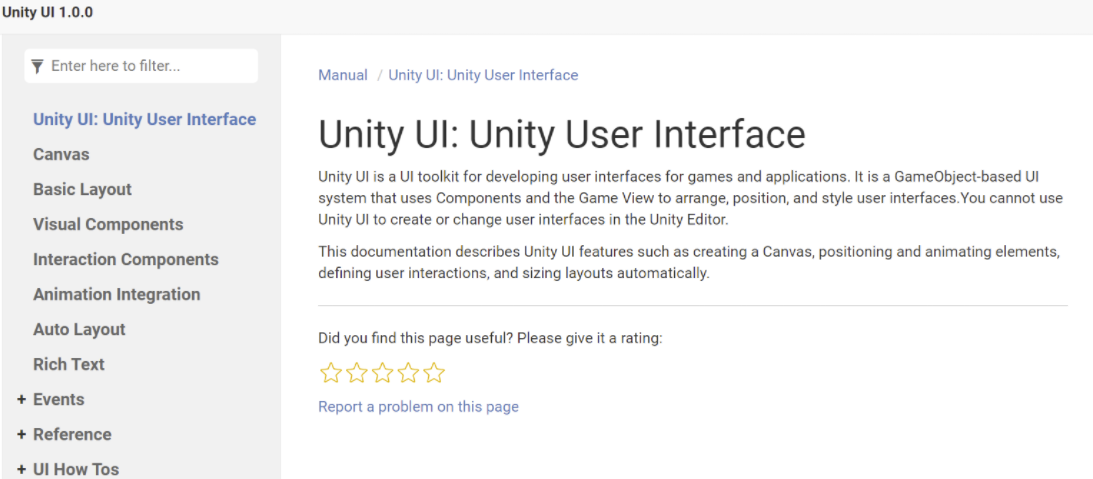 Unity UI 1.0.0
Enter here to filter...
Unity UI: Unity User Interface
Canvas
Basic Layout
Visual Components
Interaction Components
Animation Integration
Auto Layout
Rich Text
+ Events
+ Reference
+ UI How Tos
Manual / Unity UI: Unity User Interface
Unity UI: Unity User Interface
Unity UI is a UI toolkit for developing user interfaces for games and applications. It is a GameObject-based UI
system that uses Components and the Game View to arrange, position, and style user interfaces.You cannot use
Unity UI to create or change user interfaces in the Unity Editor.
This documentation describes Unity UI features such as creating a Canvas, positioning and animating elements,
defining user interactions, and sizing layouts automatically.
Did you find this page useful? Please give it a rating:
Report a problem on this page